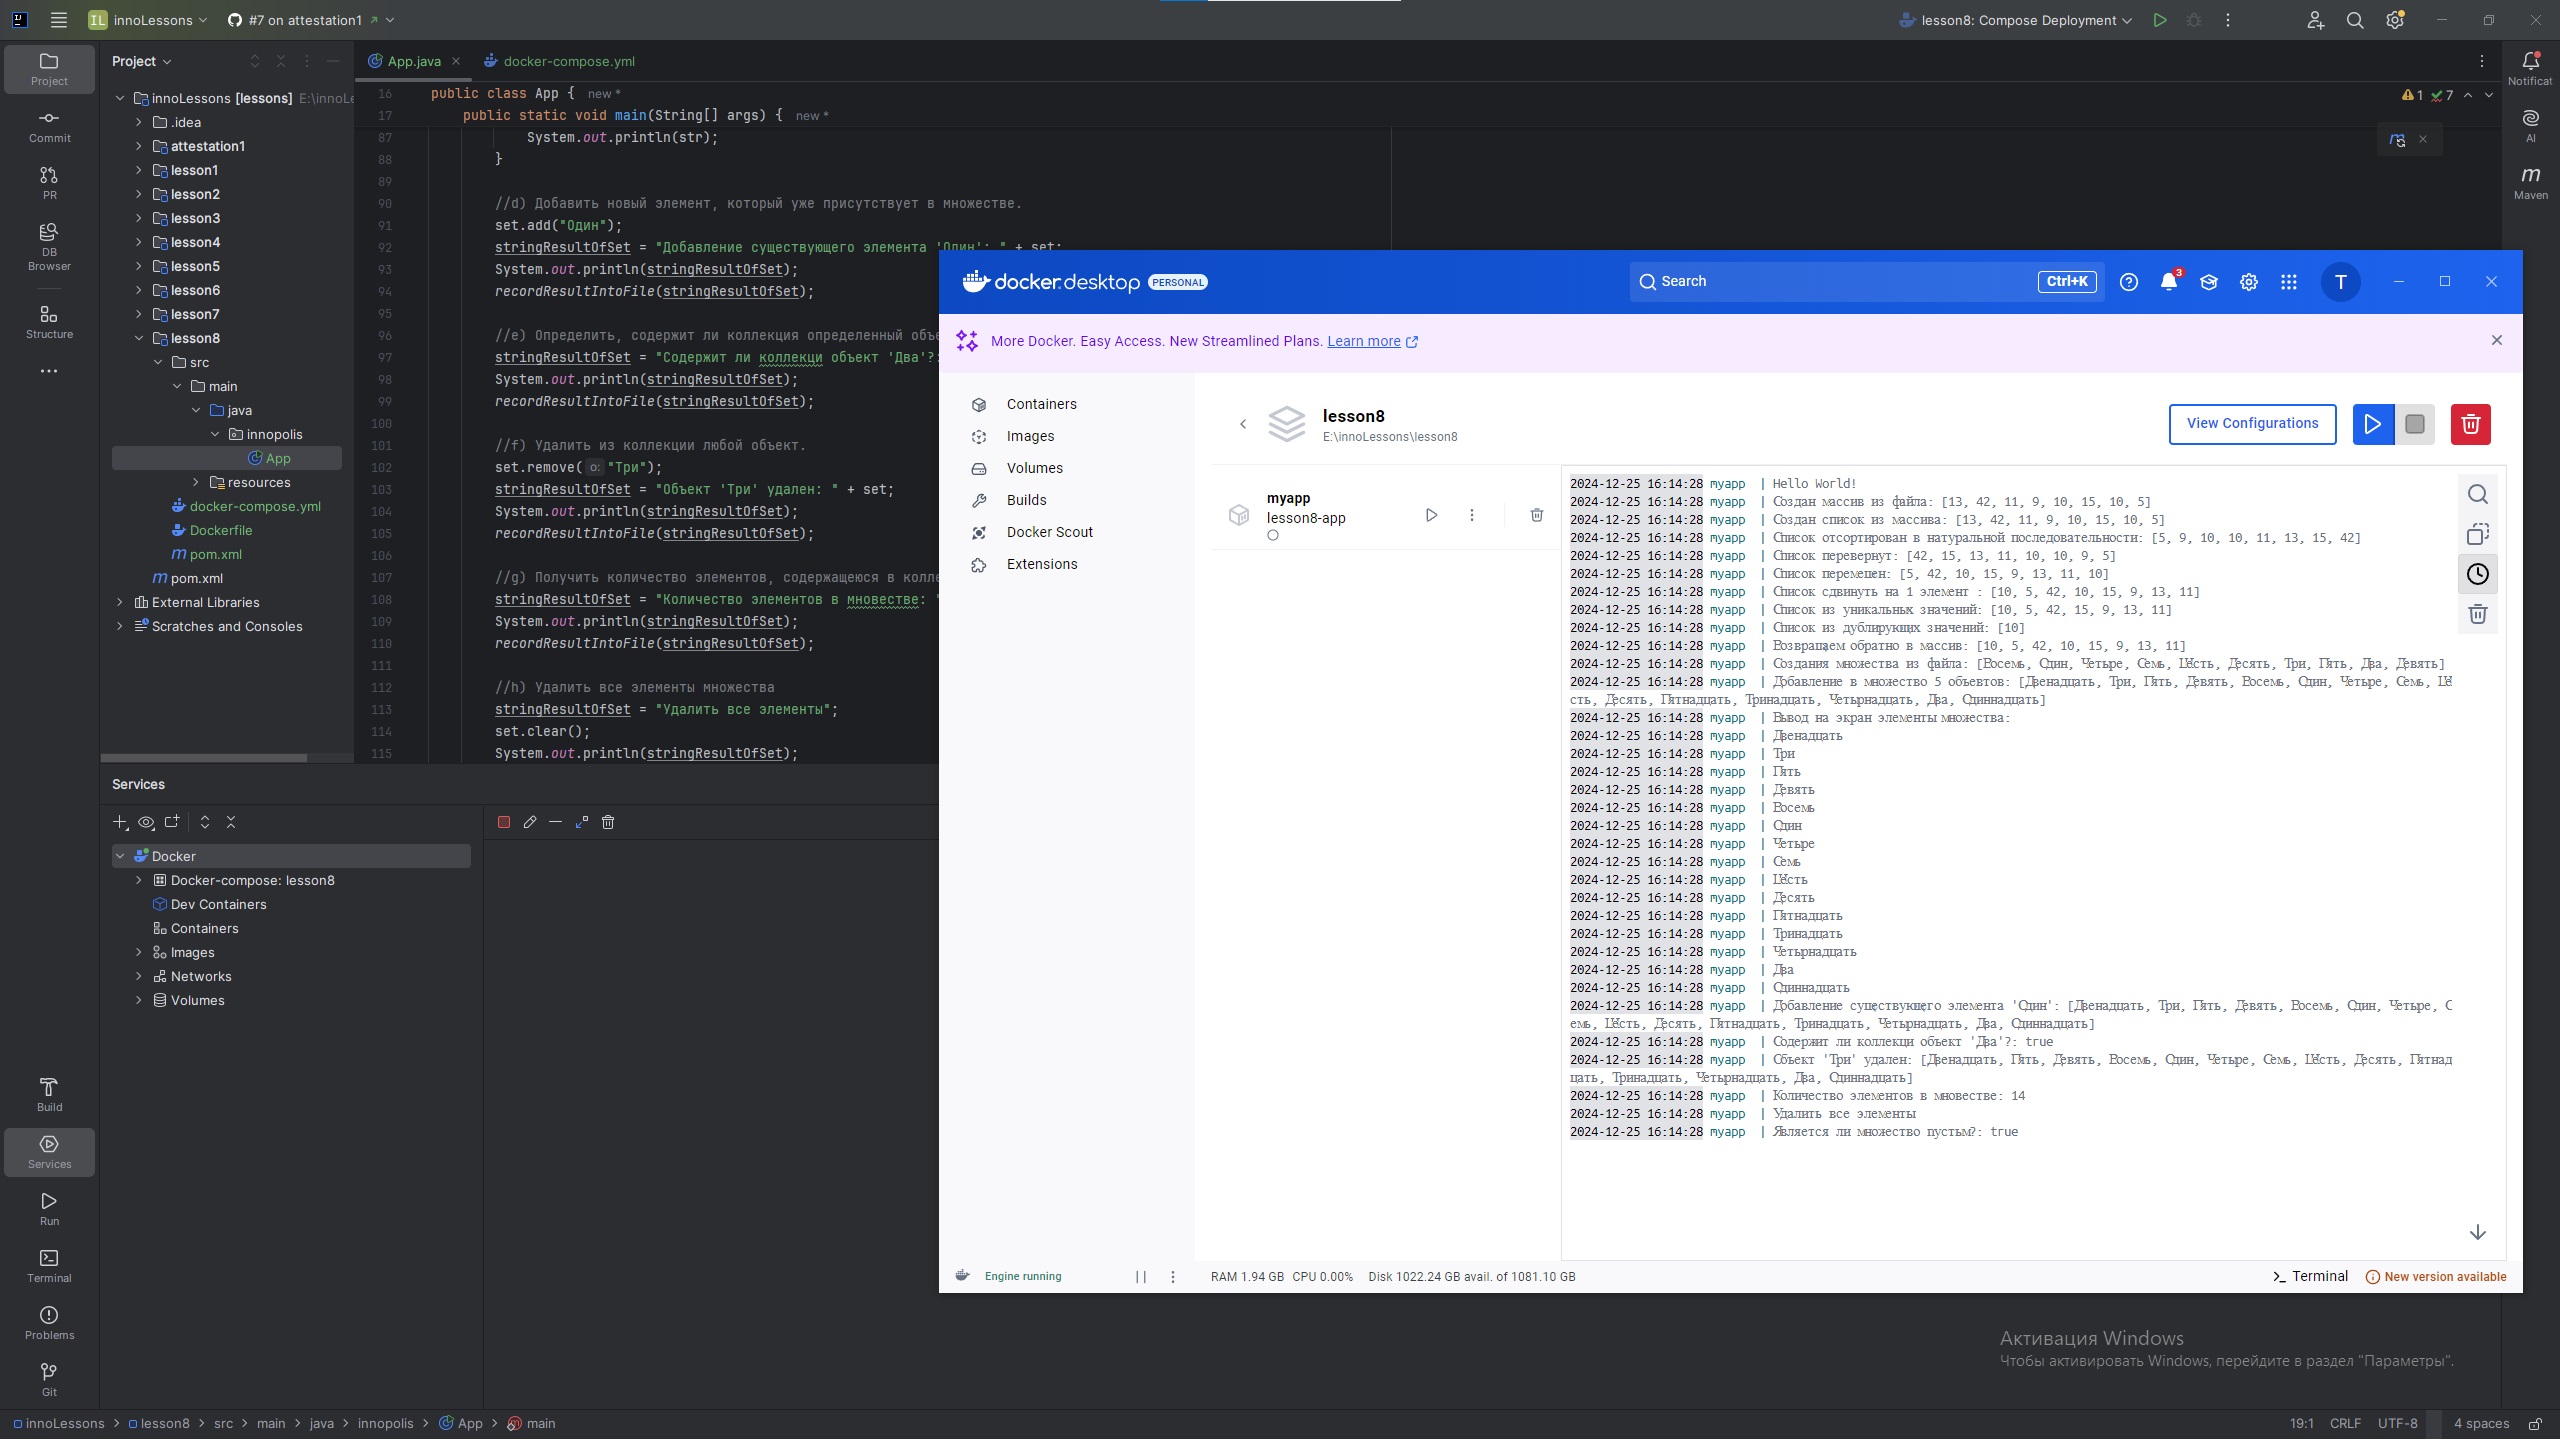 IL innoLessons #7 on attestation1 lesson8: Compose Deployment
Project
Commit
PR
DB Browser
Structure
Build
Services
Run
Terminal
Problems
Git
Project
innoLessons [lessons]
.idea
attestation1
lesson1
lesson2
lesson3
lesson4
lesson5
lesson6
lesson7
lesson8
src
main
java
innopolis
App
resources
docker-compose.yml
Dockerfile
pom.xml
pom.xml
External Libraries
Scratches and Consoles
App.java docker-compose.yml
16 public class App { new *
17 public static void main(String[] args) { new *
87 System.out.println(str);
88 }
89
90 //d) Добавить новый элемент, который уже присутствует в множестве.
91 set.add("Один");
92 stringResultOfSet = "Добавление существующего элемента 'Один': " + set;
93 System.out.println(stringResultOfSet);
94 recordResultIntoFile(stringResultOfSet);
95
96 //e) Определить, содержит ли коллекция определенный
97 stringResultOfSet = "Содержит ли коллекци объект 'Два'?:
98 System.out.println(stringResultOfSet);
99 recordResultIntoFile(stringResultOfSet);
100
101 //f) Удалить из коллекции любой объект.
102 set.remove( o: "Три");
103 stringResultOfSet = "Объект 'Три' удален: " + set;
104 System.out.println(stringResultOfSet);
105 recordResultIntoFile(stringResultOfSet);
106
107 //g) Получить количество элементов, содержащеюся в
108 stringResultOfSet = "Количество элементов в мновестве: "
109 System.out.println(stringResultOfSet);
110 recordResultIntoFile(stringResultOfSet);
111
112 //h) Удалить все элементы множества
113 stringResultOfSet = "Удалить все элементы";
114 set.clear();
115 System.out.println(stringResultOfSet);
1 7
Notificat
AI
Maven
Services
Docker
Docker-compose: lesson8
Dev Containers
Containers
Images
Networks
Volumes
docker.desktop PERSONAL Search Ctrl+K 3 T
More Docker. Easy Access. New Streamlined Plans. Learn more
Containers
Images
Volumes
Builds
Docker Scout
Extensions
lesson8
E:\innoLessons\lesson8
View Configurations
myapp
lesson8-app
2024-12-25 16:14:28 myapp | Hello World!
2024-12-25 16:14:28 myapp | Создан массив из файла: [13, 42, 11, 9, 10, 15, 10, 5]
2024-12-25 16:14:28 myapp | Создан список из массива: [13, 42, 11, 9, 10, 15, 10, 5]
2024-12-25 16:14:28 myapp | Список отсортирован в натуральной последовательности: [5, 9, 10, 10, 11, 13, 15, 42]
2024-12-25 16:14:28 myapp | Список перевернут: [42, 15, 13, 11, 10, 10, 9, 5]
2024-12-25 16:14:28 myapp | Список перемешен: [5, 42, 10, 15, 9, 13, 11, 10]
2024-12-25 16:14:28 myapp | Список сдвинуть на 1 элемент : [10, 5, 42, 10, 15, 9, 13, 11]
2024-12-25 16:14:28 myapp | Список из уникальных значений: [10, 5, 42, 15, 9, 13, 11]
2024-12-25 16:14:28 myapp | Список из дублирующих значений: [10]
2024-12-25 16:14:28 myapp | Возвращаем обратно в массив: [10, 5, 42, 10, 15, 9, 13, 11]
2024-12-25 16:14:28 myapp | Создания множества из файла: [Восемь, Один, Четыре, Семь, Шесть, Десять, Три, Пять, Два, Девять]
2024-12-25 16:14:28 myapp | Добавление в множество 5 обьевтов: [Двенадцать, Три, Пять, Девять, Восемь, Один, Четыре, Семь, Ше
сть, Десять, Пятнадцать, Тринадцать, Четырнадцать, Два, Одиннадцать]
2024-12-25 16:14:28 myapp | Вывод на экран элементы множества:
2024-12-25 16:14:28 myapp | Двенадцать
2024-12-25 16:14:28 myapp | Три
2024-12-25 16:14:28 myapp | Пять
2024-12-25 16:14:28 myapp | Девять
2024-12-25 16:14:28 myapp | Восемь
2024-12-25 16:14:28 myapp | Один
2024-12-25 16:14:28 myapp | Четыре
2024-12-25 16:14:28 myapp | Семь
2024-12-25 16:14:28 myapp | Шесть
2024-12-25 16:14:28 myapp | Десять
2024-12-25 16:14:28 myapp | Пятнадцать
2024-12-25 16:14:28 myapp | Тринадцать
2024-12-25 16:14:28 myapp | Четырнадцать
2024-12-25 16:14:28 myapp | Два
2024-12-25 16:14:28 myapp | Одиннадцать
2024-12-25 16:14:28 myapp | Добавление существующего элемента 'Один': [Двенадцать, Три, Пять, Девять, Восемь, Один, Четыре, С
емь, Шесть, Десять, Пятнадцать, Тринадцать, Четырнадцать, Два, Одиннадцать]
2024-12-25 16:14:28 myapp | Содержит ли коллекци объект 'Два'?: true
2024-12-25 16:14:28 myapp | Объект 'Три' удален: [Двенадцать, Пять, Девять, Восемь, Один, Четыре, Семь, Шесть, Десять, Пятнад
цать, Тринадцать, Четырнадцать, Два, Одиннадцать]
2024-12-25 16:14:28 myapp | Количество элементов в мновестве: 14
2024-12-25 16:14:28 myapp | Удалить все элементы
2024-12-25 16:14:28 myapp | Является ли множество пустым?: true
Engine running RAM 1.94 GB CPU 0.00% Disk 1022.24 GB avail. of 1081.10 GB Terminal New version available
Активация Windows
Чтобы активировать Windows, перейдите в раздел "Параметры".
innoLessons > lesson8 > src > main > java > innopolis > App > main 19:1 CRLF UTF-8 4 spaces